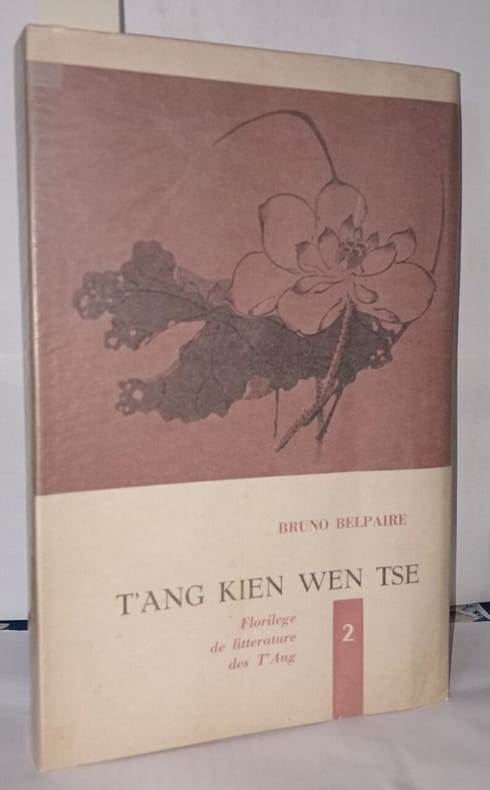 BRUNO BELPAIRE
T'ANG KIEN WEN TSE
Florilege
de litterature
des T'Ang
2